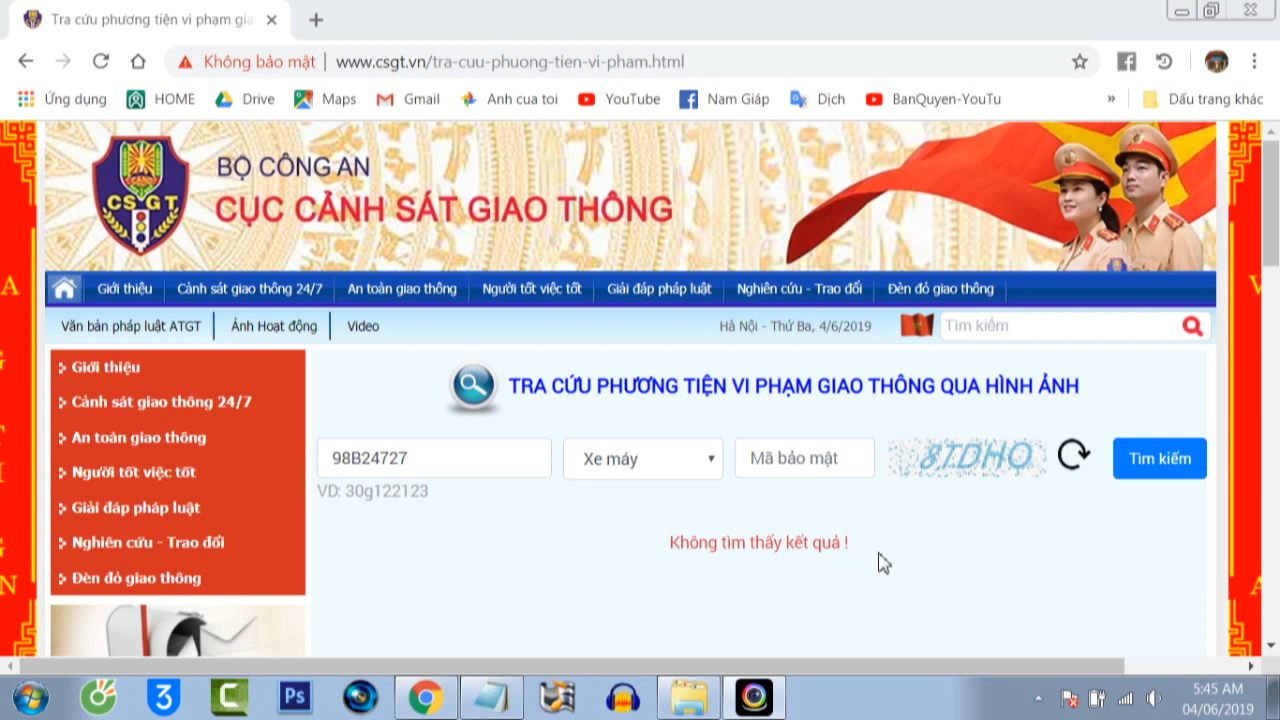 Tra cứu phương tiện vi phạm gia
Không bảo mật | www.csgt.vn/tra-cuu-phuong-tien-vi-pham.html
Ứng dụng HOME Drive Maps Gmail Anh cua toi YouTube Nam Giáp Dịch BanQuyen-YouTu » Dấu trang khác
BỘ CÔNG AN
CỤC CẢNH SÁT GIAO THÔNG
CSGT
Giới thiệu Cảnh sát giao thông 24/7 An toàn giao thông Người tốt việc tốt Giải đáp pháp luật Nghiên cứu - Trao đổi Đèn đỏ giao thông
Văn bản pháp luật ATGT Ảnh Hoạt động Video Hà Nội - Thứ Ba, 4/6/2019 Tìm kiếm
Giới thiệu
Cảnh sát giao thông 24/7
An toàn giao thông
Người tốt việc tốt
Giải đáp pháp luật
Nghiên cứu - Trao đổi
Đèn đỏ giao thông
TRA CỨU PHƯƠNG TIỆN VI PHẠM GIAO THÔNG QUA HÌNH ẢNH
98B24727 Xe máy Mã bảo mật 8TDHO Tìm kiếm
VD: 30g122123
Không tìm thấy kết quả !
3 Ps
5:45 AM
04/06/2019